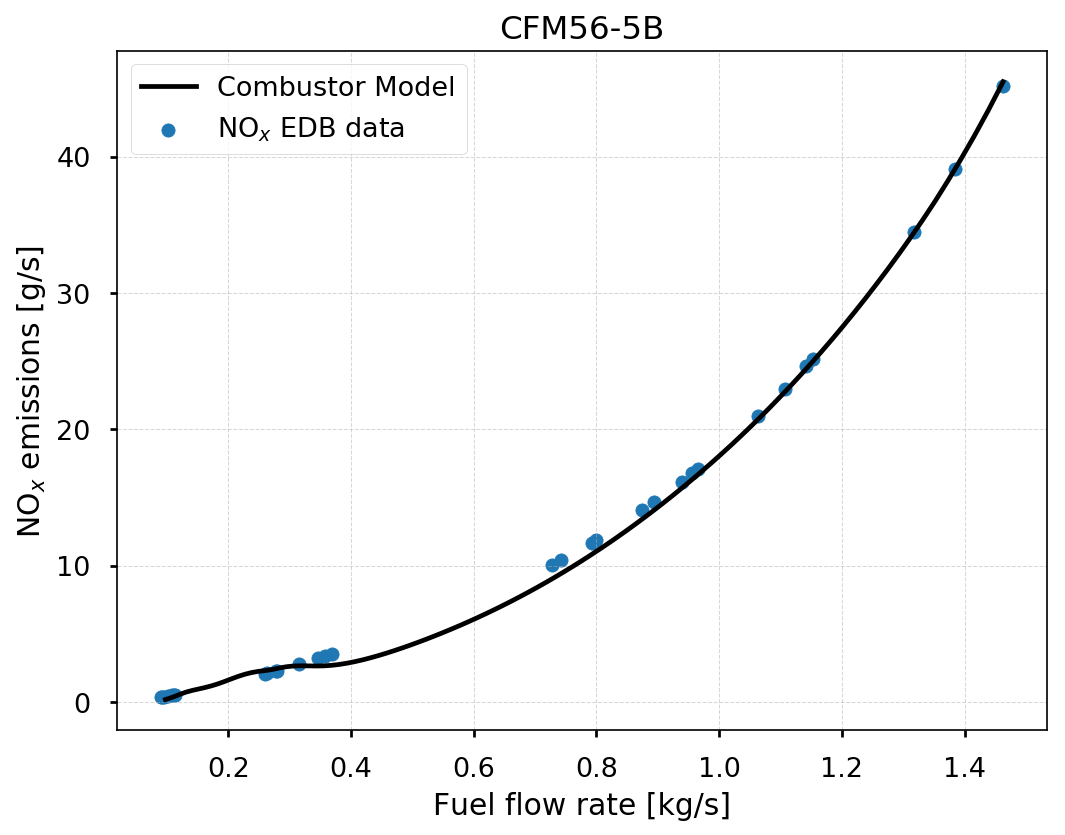 CFM56-5B
Combustor Model
NOₓ EDB data
NOₓ emissions [g/s]
40
30
20
10
0
0.2 0.4 0.6 0.8 1.0 1.2 1.4
Fuel flow rate [kg/s]